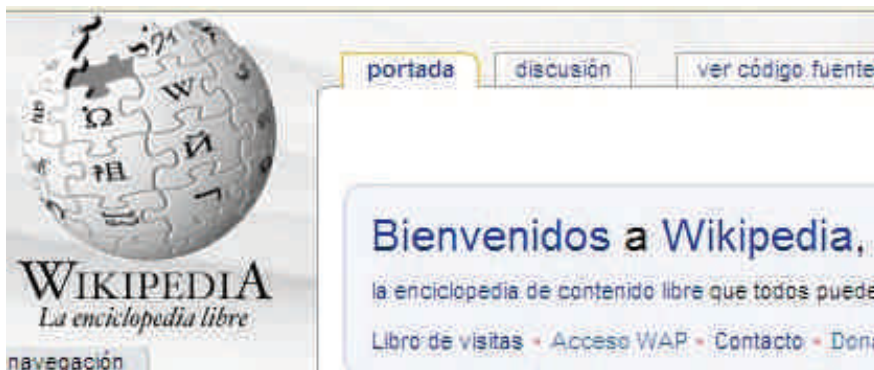 portada discusión ver código fuente
Bienvenidos a Wikipedia,
WIKIPEDIA
La enciclopedia libre
la enciclopedia de contenido libre que todos puede
Libro de visitas - Acceso WAP - Contacto - Dona
navegación